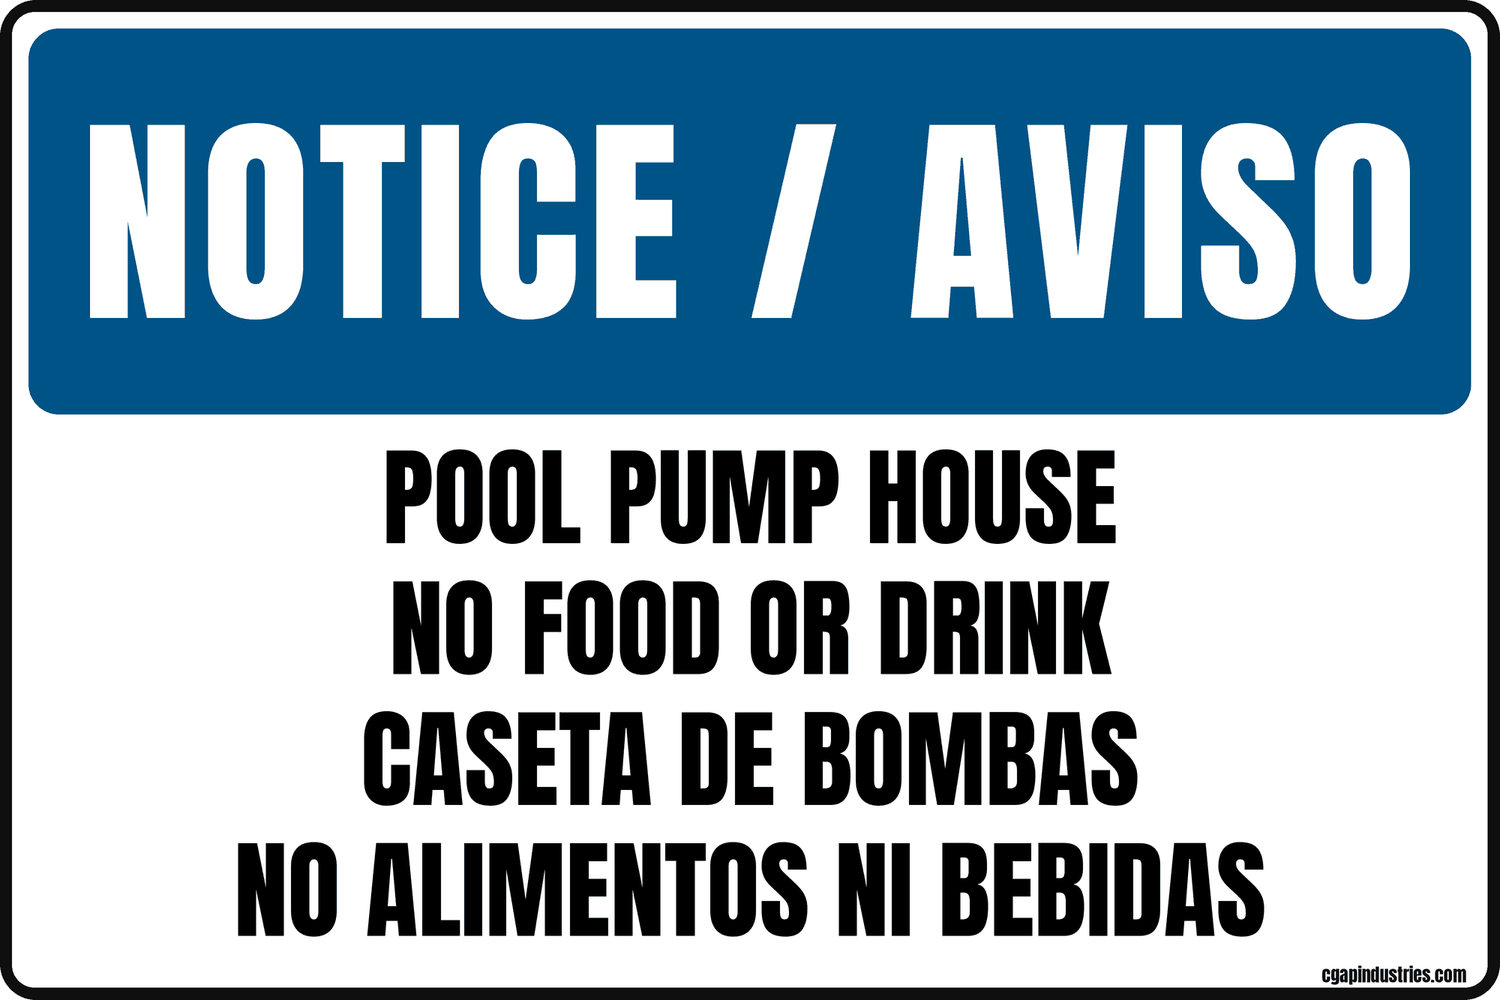 NOTICE / AVISO
POOL PUMP HOUSE
NO FOOD OR DRINK
CASETA DE BOMBAS
NO ALIMENTOS NI BEBIDAS
cgapindustries.com